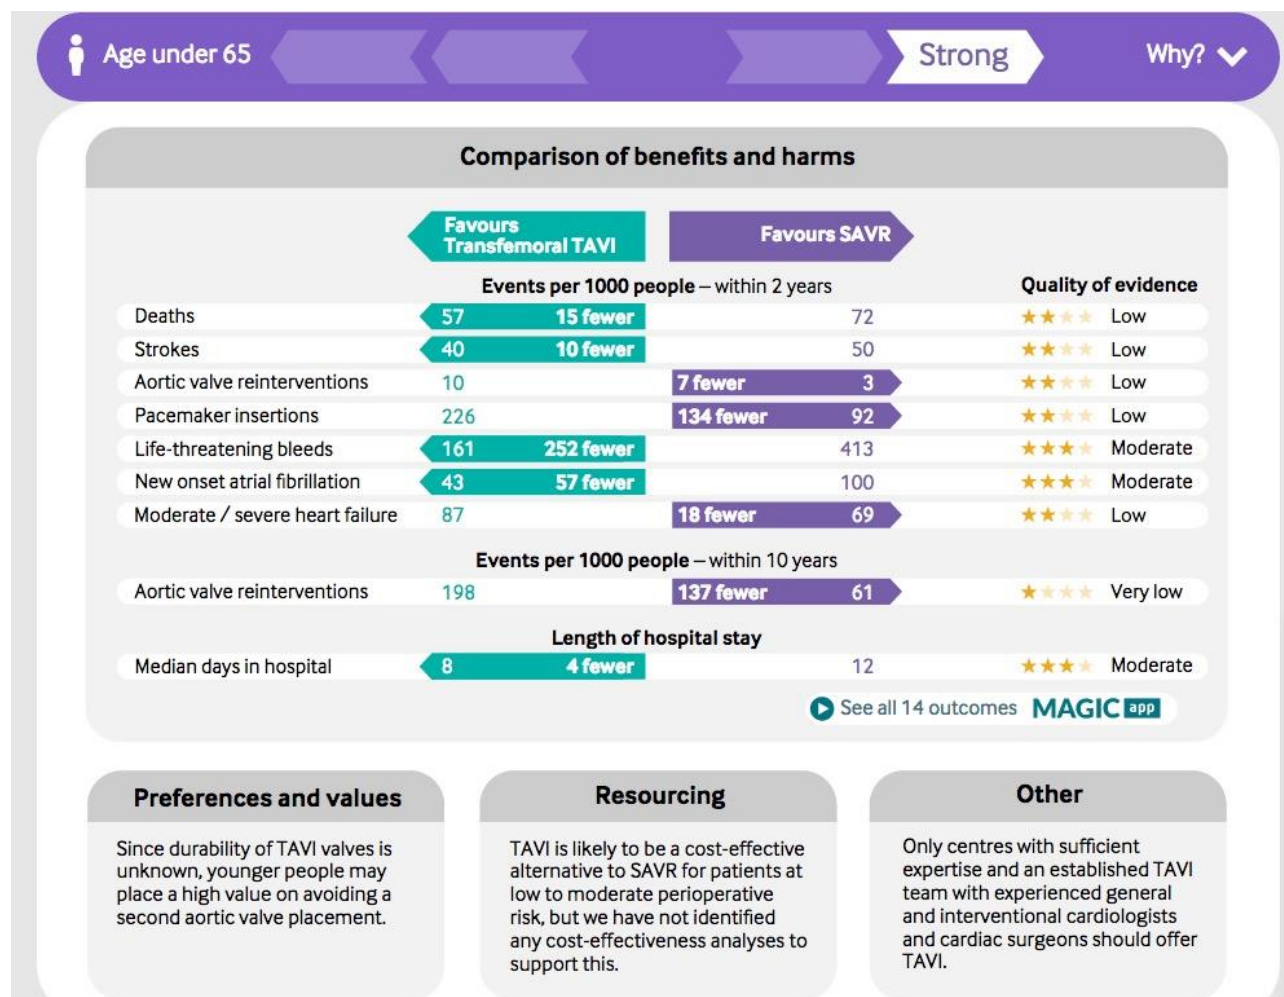 Age under 65
Strong
Why?
Comparison of benefits and harms
Favours
Transfemoral TAVI
Favours SAVR
Events per 1000 people – within 2 years
Quality of evidence
Deaths 57 15 fewer 72 Low
Strokes 40 10 fewer 50 Low
Aortic valve reinterventions 10 7 fewer 3 Low
Pacemaker insertions 226 134 fewer 92 Low
Life-threatening bleeds 161 252 fewer 413 Moderate
New onset atrial fibrillation 43 57 fewer 100 Moderate
Moderate / severe heart failure 87 18 fewer 69 Low
Events per 1000 people – within 10 years
Aortic valve reinterventions 198 137 fewer 61 Very low
Length of hospital stay
Median days in hospital 8 4 fewer 12 Moderate
See all 14 outcomes MAGIC app
Preferences and values
Since durability of TAVI valves is
unknown, younger people may
place a high value on avoiding a
second aortic valve placement.
Resourcing
TAVI is likely to be a cost-effective
alternative to SAVR for patients at
low to moderate perioperative
risk, but we have not identified
any cost-effectiveness analyses to
support this.
Other
Only centres with sufficient
expertise and an established TAVI
team with experienced general
and interventional cardiologists
and cardiac surgeons should offer
TAVI.